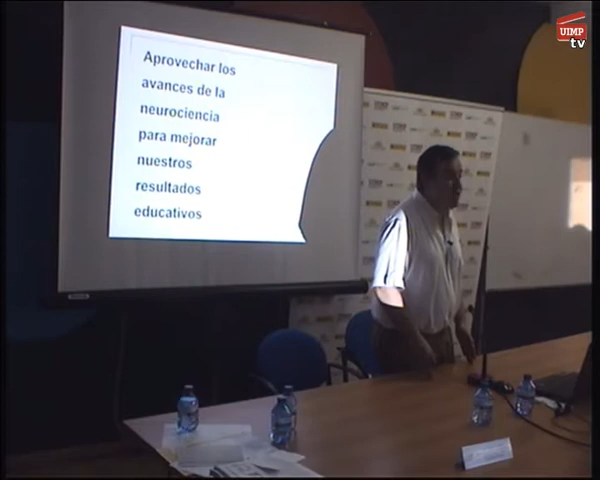 UIMP
tv
Aprovechar los
avances de la
neurociencia
para mejorar
nuestros
resultados
educativos